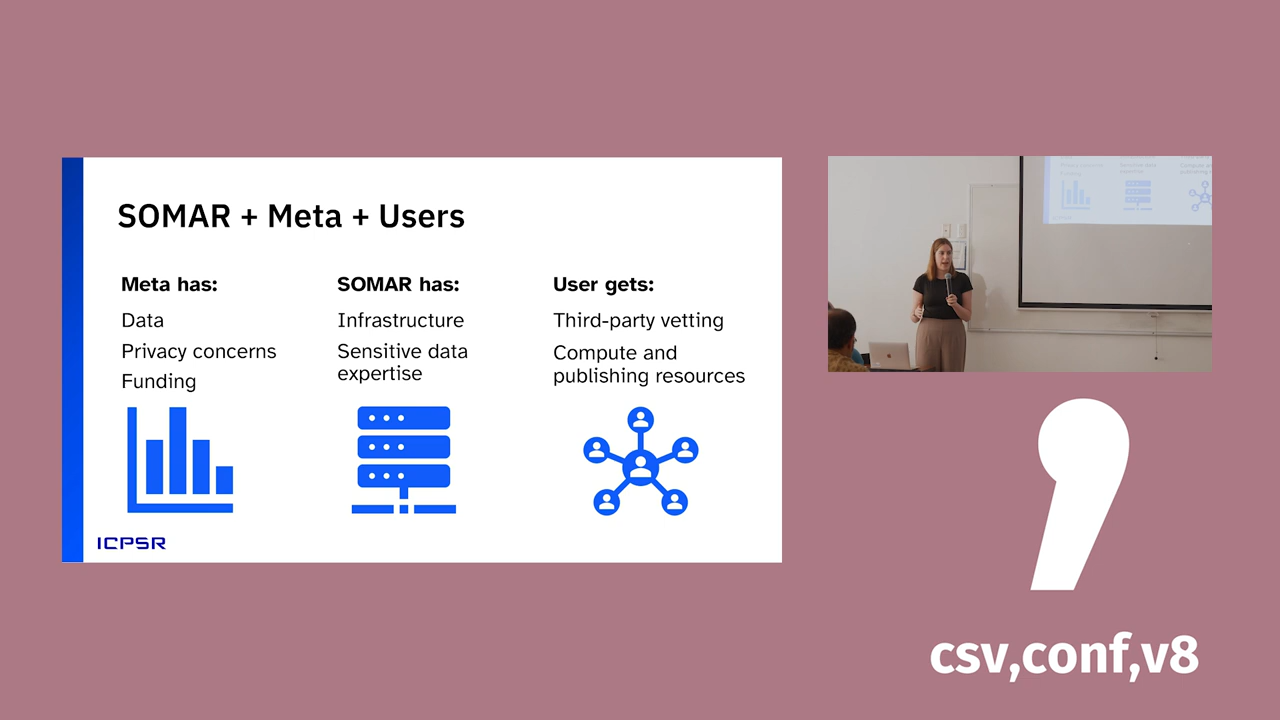 SOMAR + Meta + Users
Meta has:
Data
Privacy concerns
Funding
SOMAR has:
Infrastructure
Sensitive data
expertise
User gets:
Third-party vetting
Compute and
publishing resources
ICPSR
csv,conf,v8